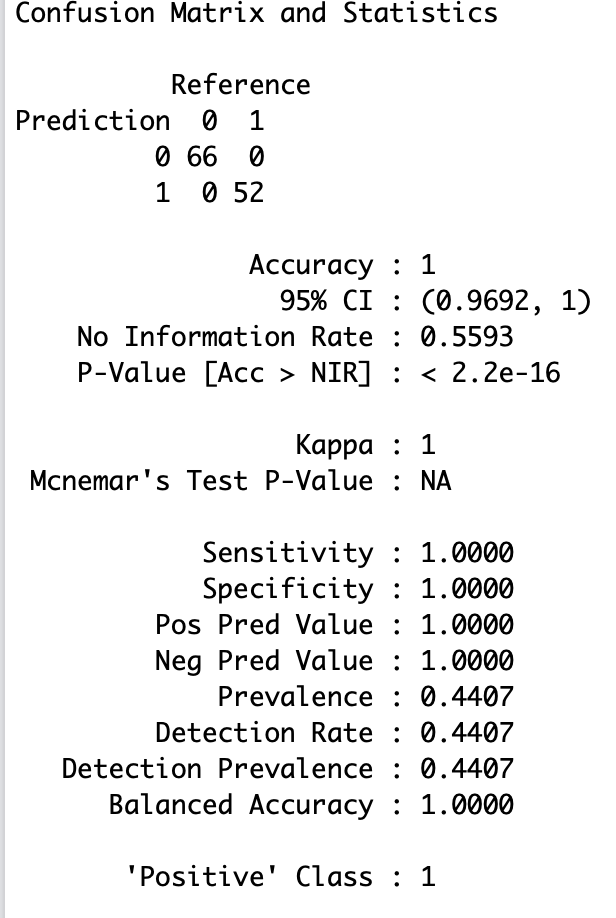 Confusion Matrix and Statistics
Reference
Prediction 0 1
0 66 0
1 0 52
Accuracy : 1
95% CI : (0.9692, 1)
No Information Rate : 0.5593
P-Value [Acc > NIR] : < 2.2e-16
Kappa : 1
Mcnemar's Test P-Value : NA
Sensitivity : 1.0000
Specificity : 1.0000
Pos Pred Value : 1.0000
Neg Pred Value : 1.0000
Prevalence : 0.4407
Detection Rate : 0.4407
Detection Prevalence : 0.4407
Balanced Accuracy : 1.0000
'Positive' Class : 1